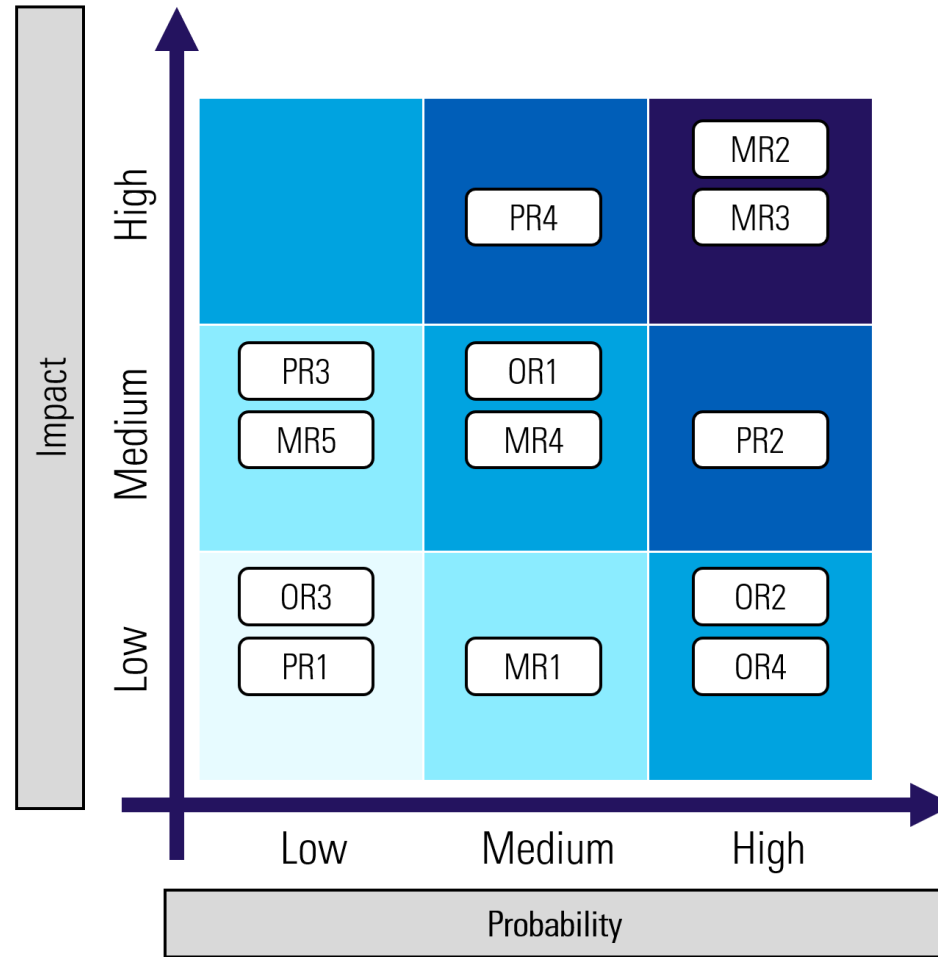 Impact
High
Medium
Low
MR2
PR4
MR3
PR3
OR1
MR5
MR4
PR2
OR3
OR2
PR1
MR1
OR4
Low
Medium
High
Probability